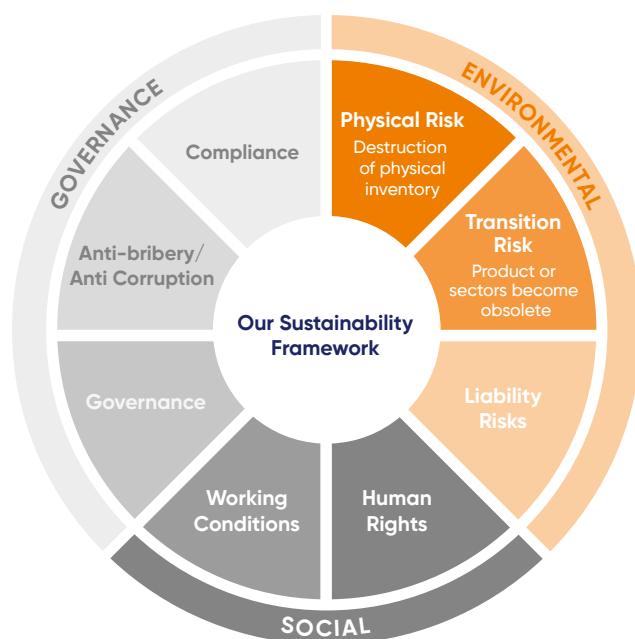 GOVERNANCE
ENVIRONMENTAL
Compliance
Physical Risk
Destruction
of physical
inventory
Anti-bribery/
Anti Corruption
Transition
Risk
Product or
sectors become
obsolete
Our Sustainability
Framework
Governance
Liability
Risks
Working
Conditions
Human
Rights
SOCIAL